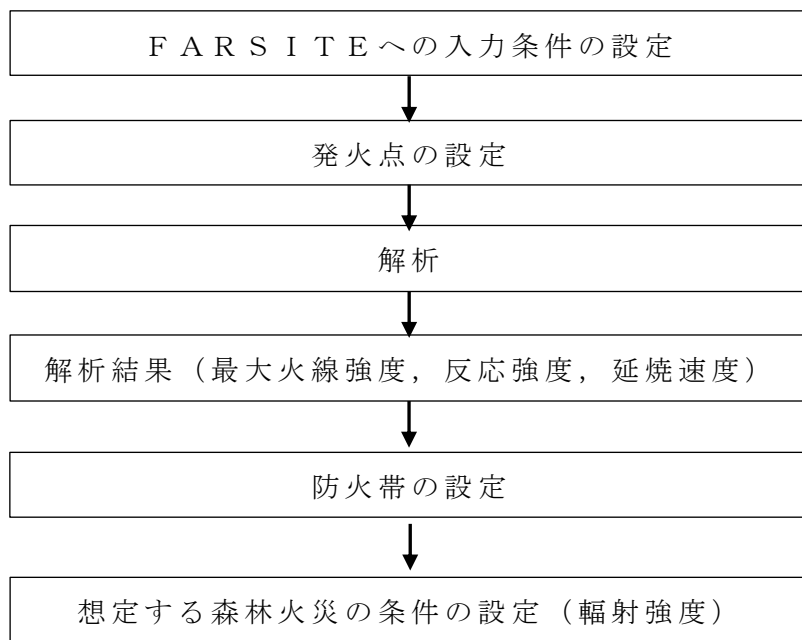 ＦＡＲＳＩＴＥへの入力条件の設定
発火点の設定
解析
解析結果（最大火線強度，反応強度，延焼速度）
防火帯の設定
想定する森林火災の条件の設定（輻射強度）